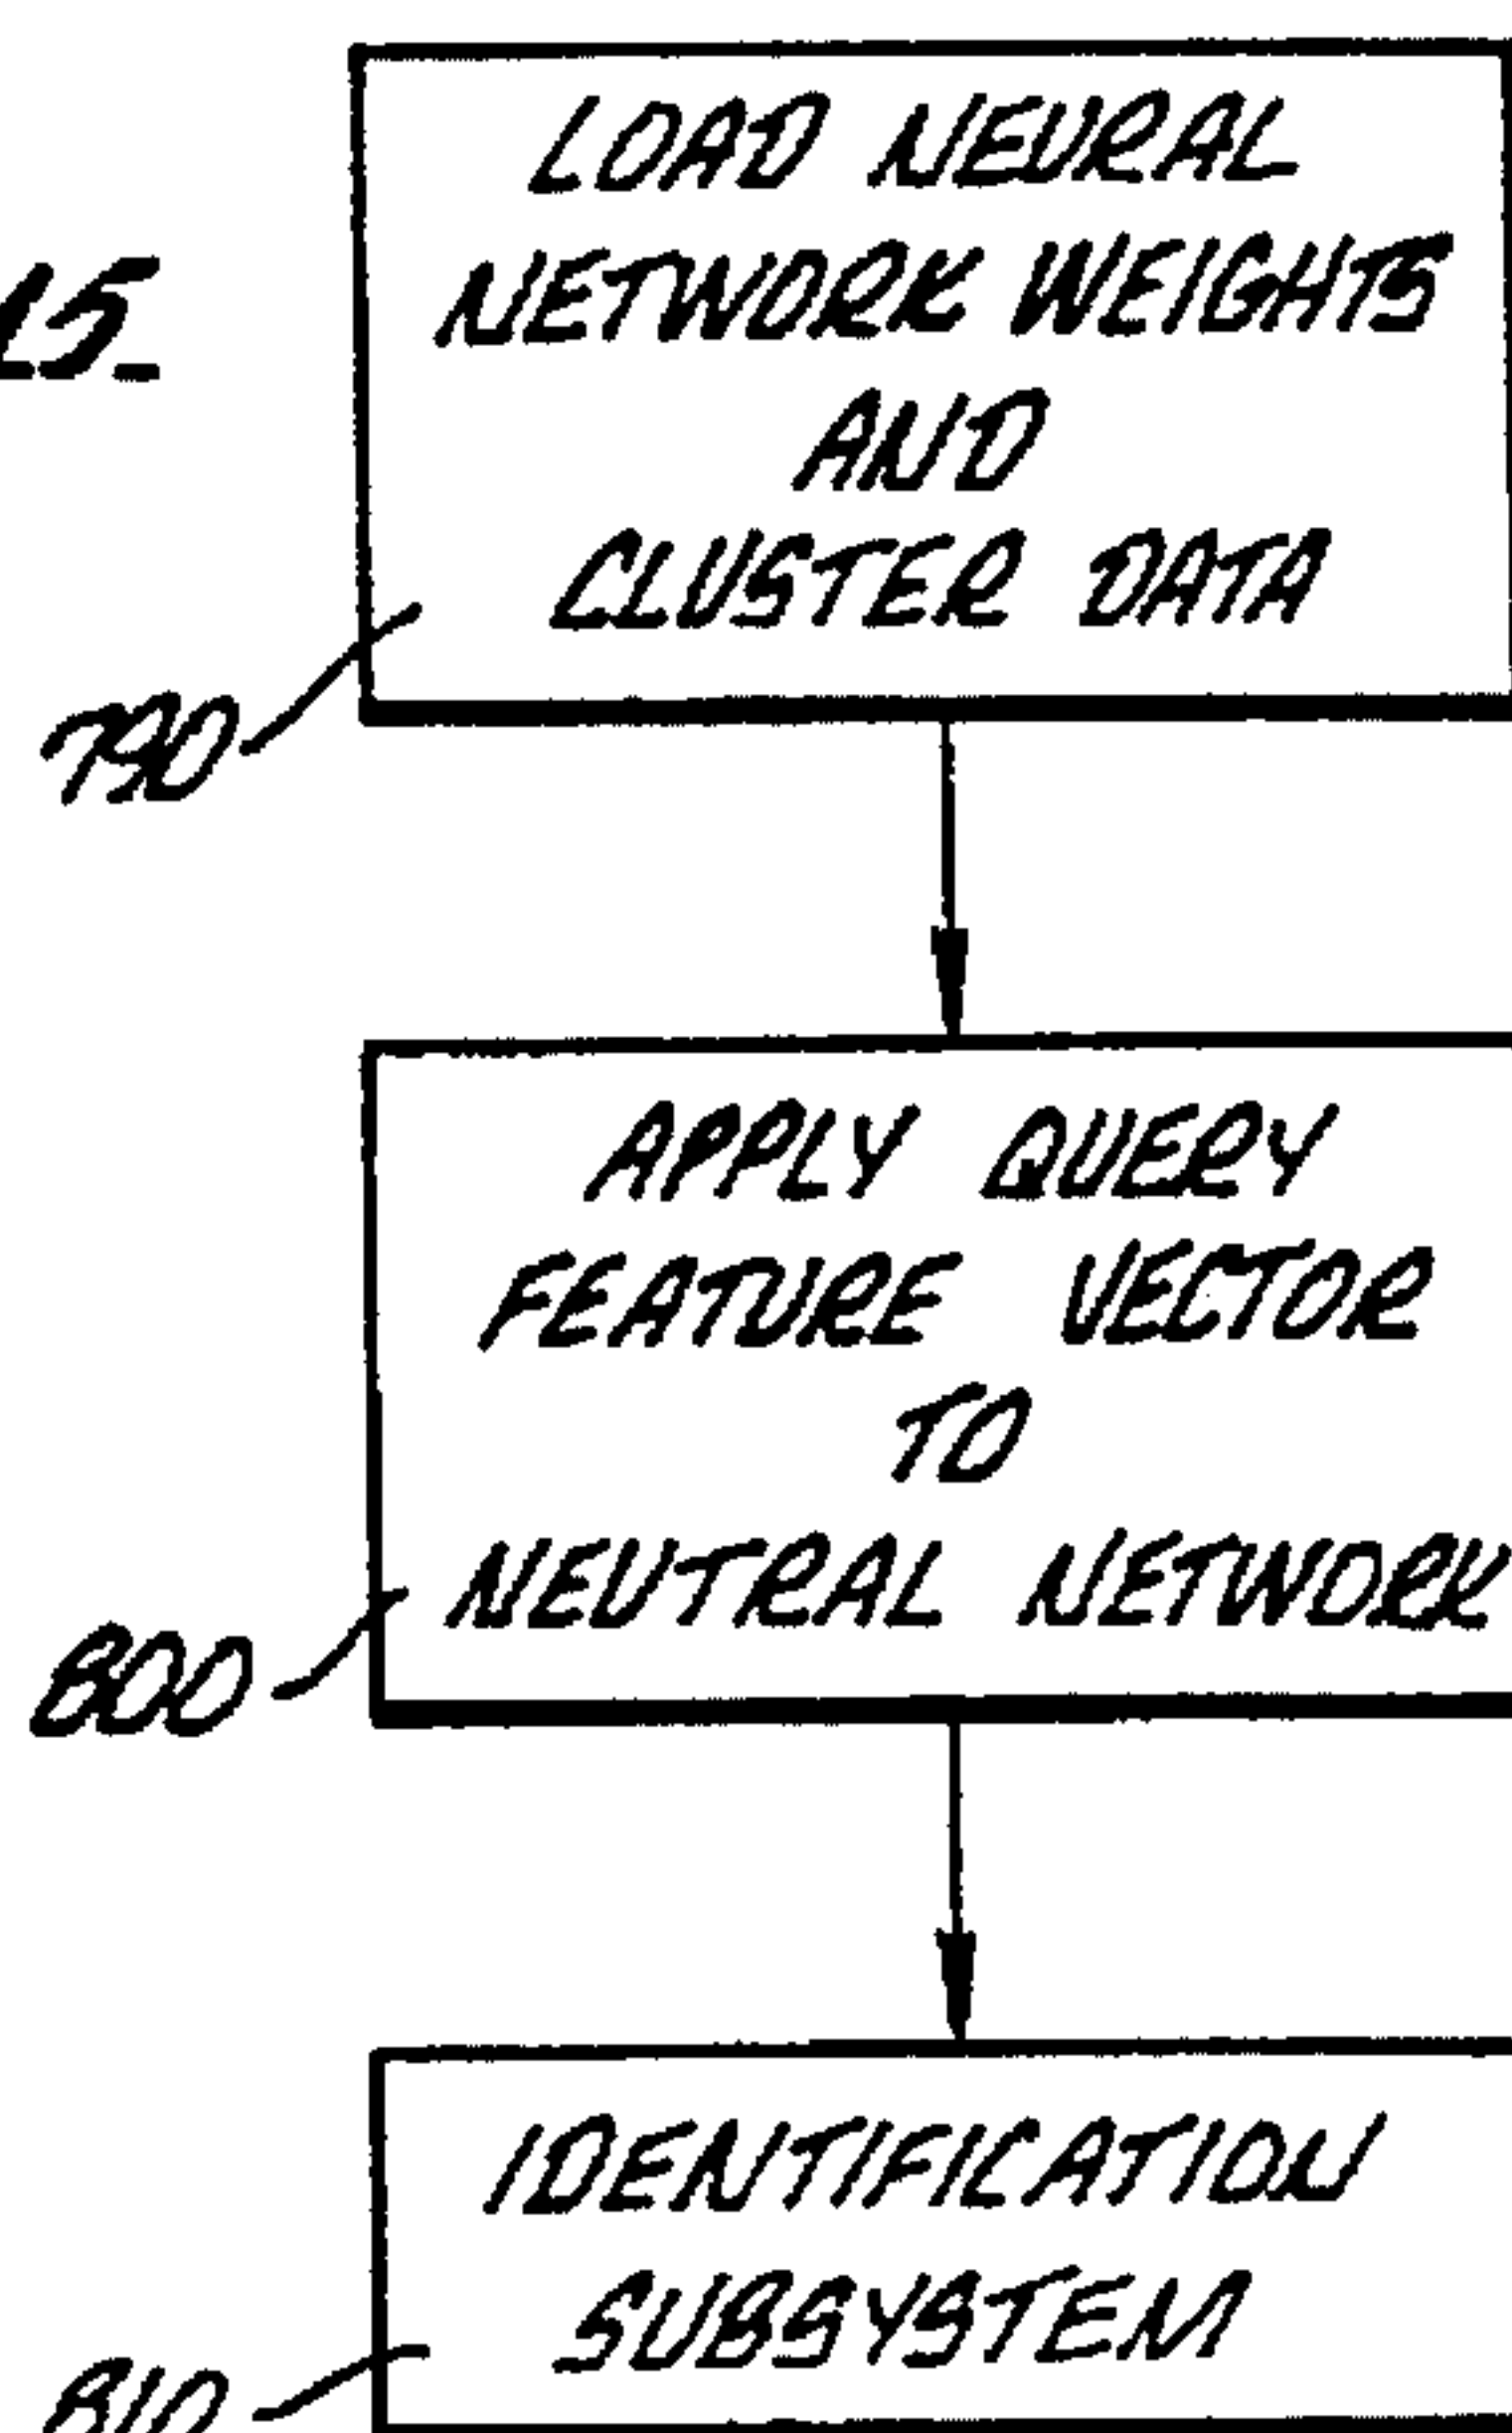 LOAD NEURAL
NETWORK WEIGHTS
AND
CLUSTER DATA
15
790
APPLY QUERY
FEATURE VECTOR
TO
NEUTRAL NETWORK
800
IDENTIFICATION
SUBSYSTEM
810